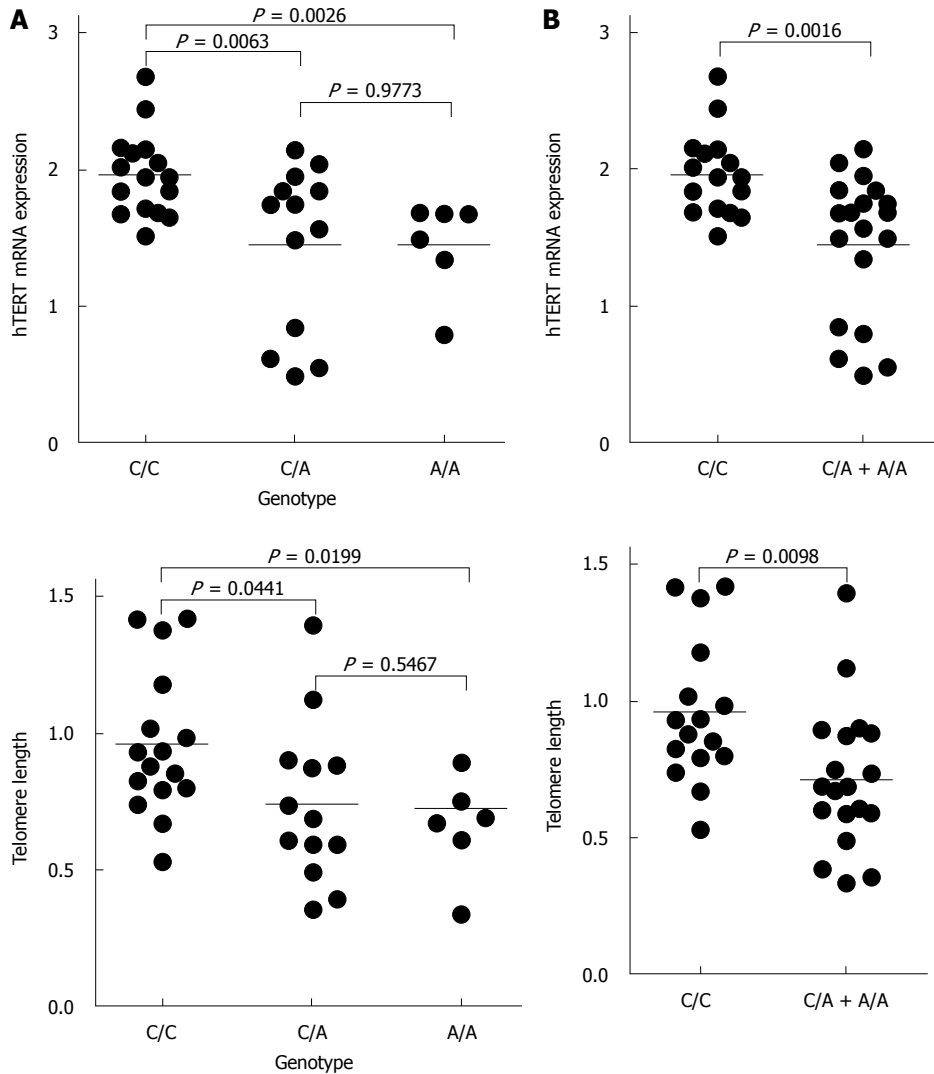 A
P = 0.0026
P = 0.0063
P = 0.9773
3
2
1
0
hTERT mRNA expression
C/C
C/A
A/A
Genotype
B
P = 0.0016
3
2
1
0
hTERT mRNA expression
C/C
C/A + A/A
P = 0.0199
P = 0.0441
P = 0.5467
1.5
1.0
0.5
0.0
Telomere length
C/C
C/A
A/A
Genotype
P = 0.0098
1.5
1.0
0.5
0.0
Telomere length
C/C
C/A + A/A